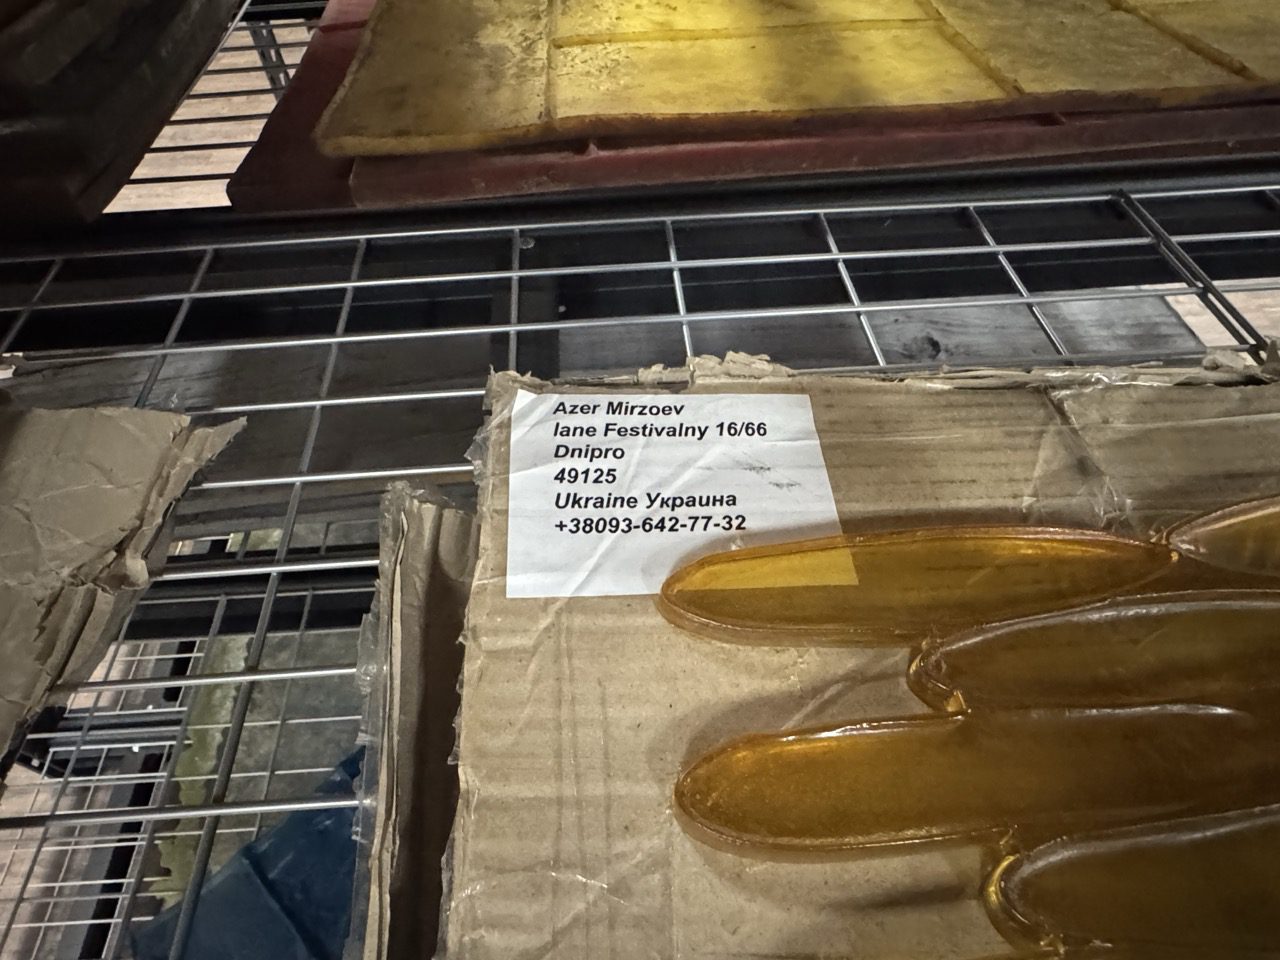 Azer Mirzoev
lane Festivalny 16/66
Dnipro
49125
Ukraine Украина
+38093-642-77-32